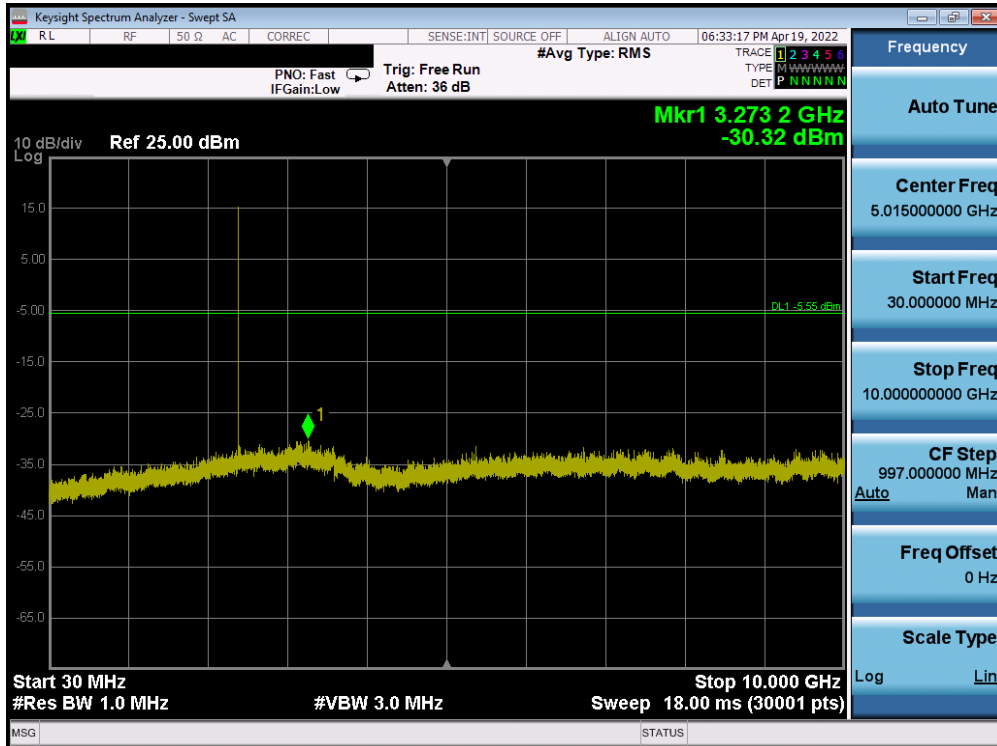 Keysight Spectrum Analyzer - Swept SA
LXI RL RF 50 Ω AC CORREC SENSE:INT SOURCE OFF ALIGN AUTO 06:33:17 PM Apr 19, 2022
#Avg Type: RMS
TRACE 1 2 3 4 5 6
TYPE M WWWWW
DET P N N N N N
PNO: Fast
IFGain:Low
Trig: Free Run
Atten: 36 dB
Mkr1 3.273 2 GHz
-30.32 dBm
10 dB/div
Log
Ref 25.00 dBm
15.0
5.00
-5.00
DL1 -5.55 dBm
-15.0
-25.0
1
-35.0
-45.0
-55.0
-65.0
Start 30 MHz
Stop 10.000 GHz
#Res BW 1.0 MHz
#VBW 3.0 MHz
Sweep 18.00 ms (30001 pts)
MSG
STATUS
Frequency
Auto Tune
Center Freq
5.015000000 GHz
Start Freq
30.000000 MHz
Stop Freq
10.000000000 GHz
CF Step
997.000000 MHz
Auto Man
Freq Offset
0 Hz
Scale Type
Log Lin